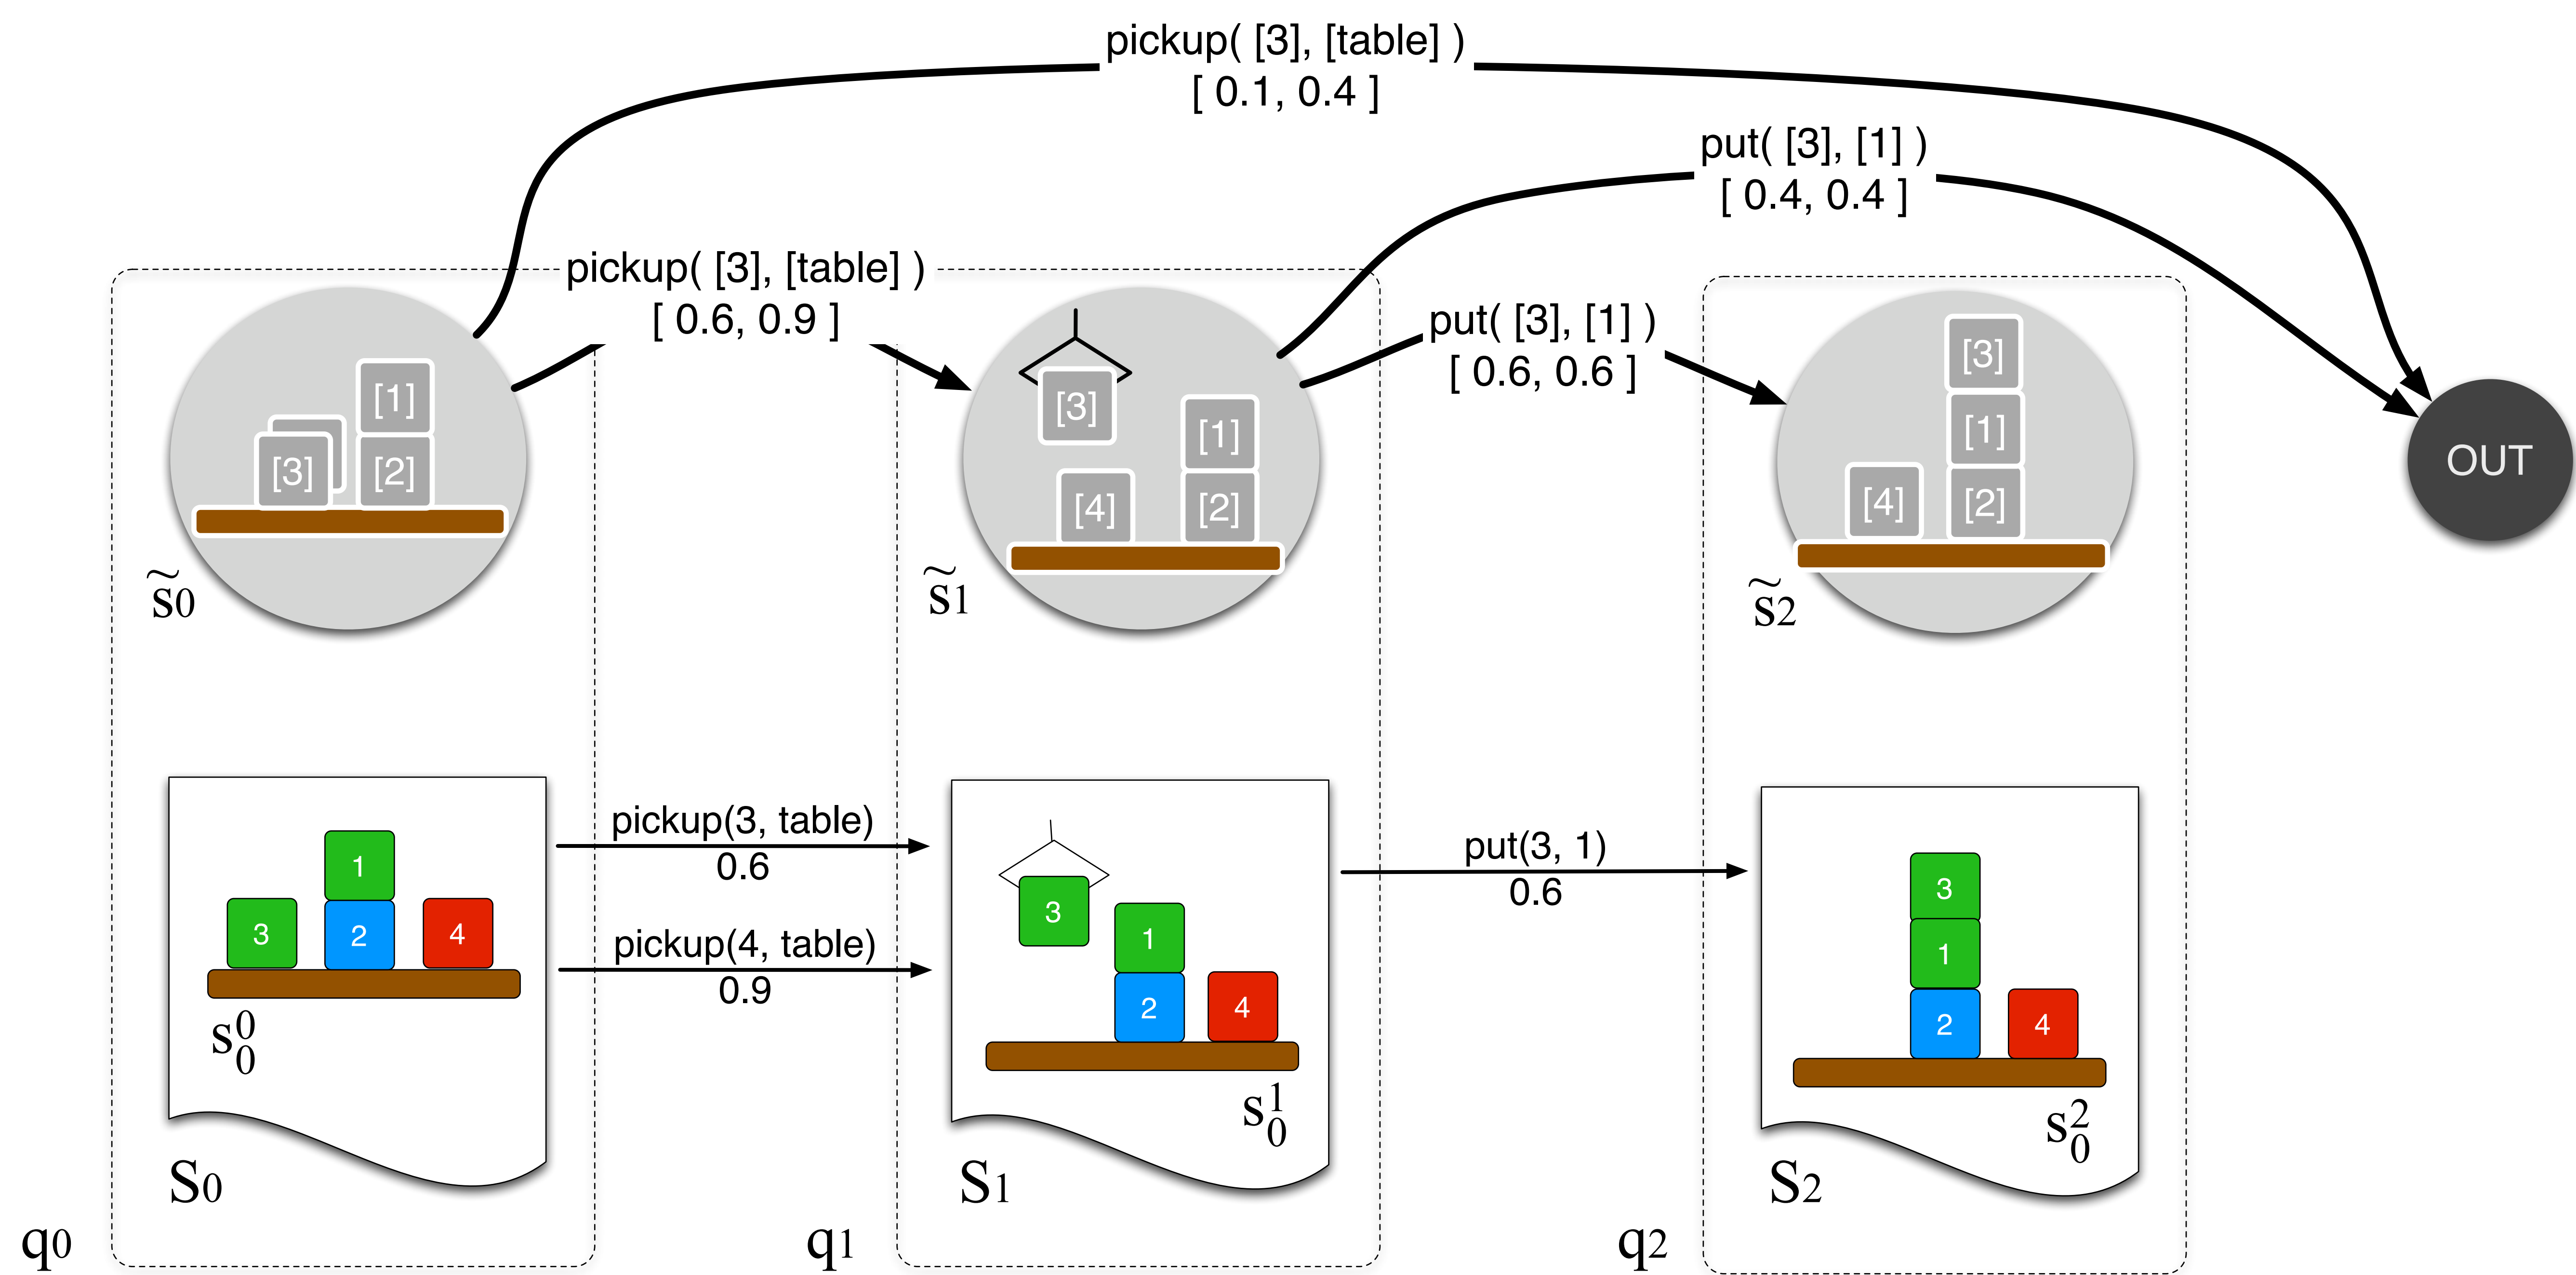 pickup( [3], [table] )
[ 0.1, 0.4 ]
put( [3], [1] )
[ 0.4, 0.4 ]
pickup( [3], [table] )
[ 0.6, 0.9 ]
put( [3], [1] )
[ 0.6, 0.6 ]
[1]
[3] [2]
s̃0
[3]
[1]
[4] [2]
s̃1
[3]
[1]
[4] [2]
s̃2
OUT
pickup(3, table)
0.6
pickup(4, table)
0.9
put(3, 1)
0.6
1
3 2 4
s⁰₀
S0
q0
3
1
2 4
s¹₀
S1
q1
3
1
2 4
s²₀
S2
q2